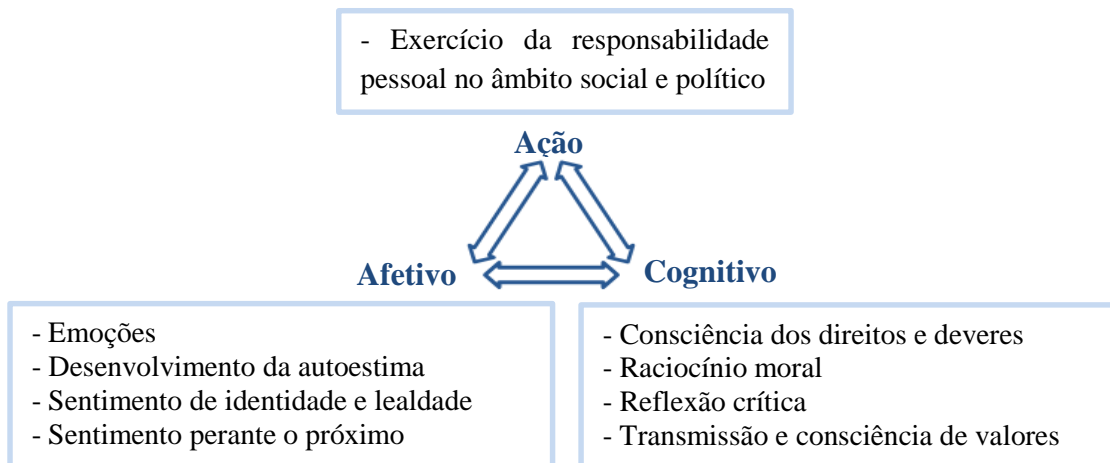 - Exercício da responsabilidade
pessoal no âmbito social e político
Ação
Afetivo
Cognitivo
- Emoções
- Desenvolvimento da autoestima
- Sentimento de identidade e lealdade
- Sentimento perante o próximo
- Consciência dos direitos e deveres
- Raciocínio moral
- Reflexão crítica
- Transmissão e consciência de valores